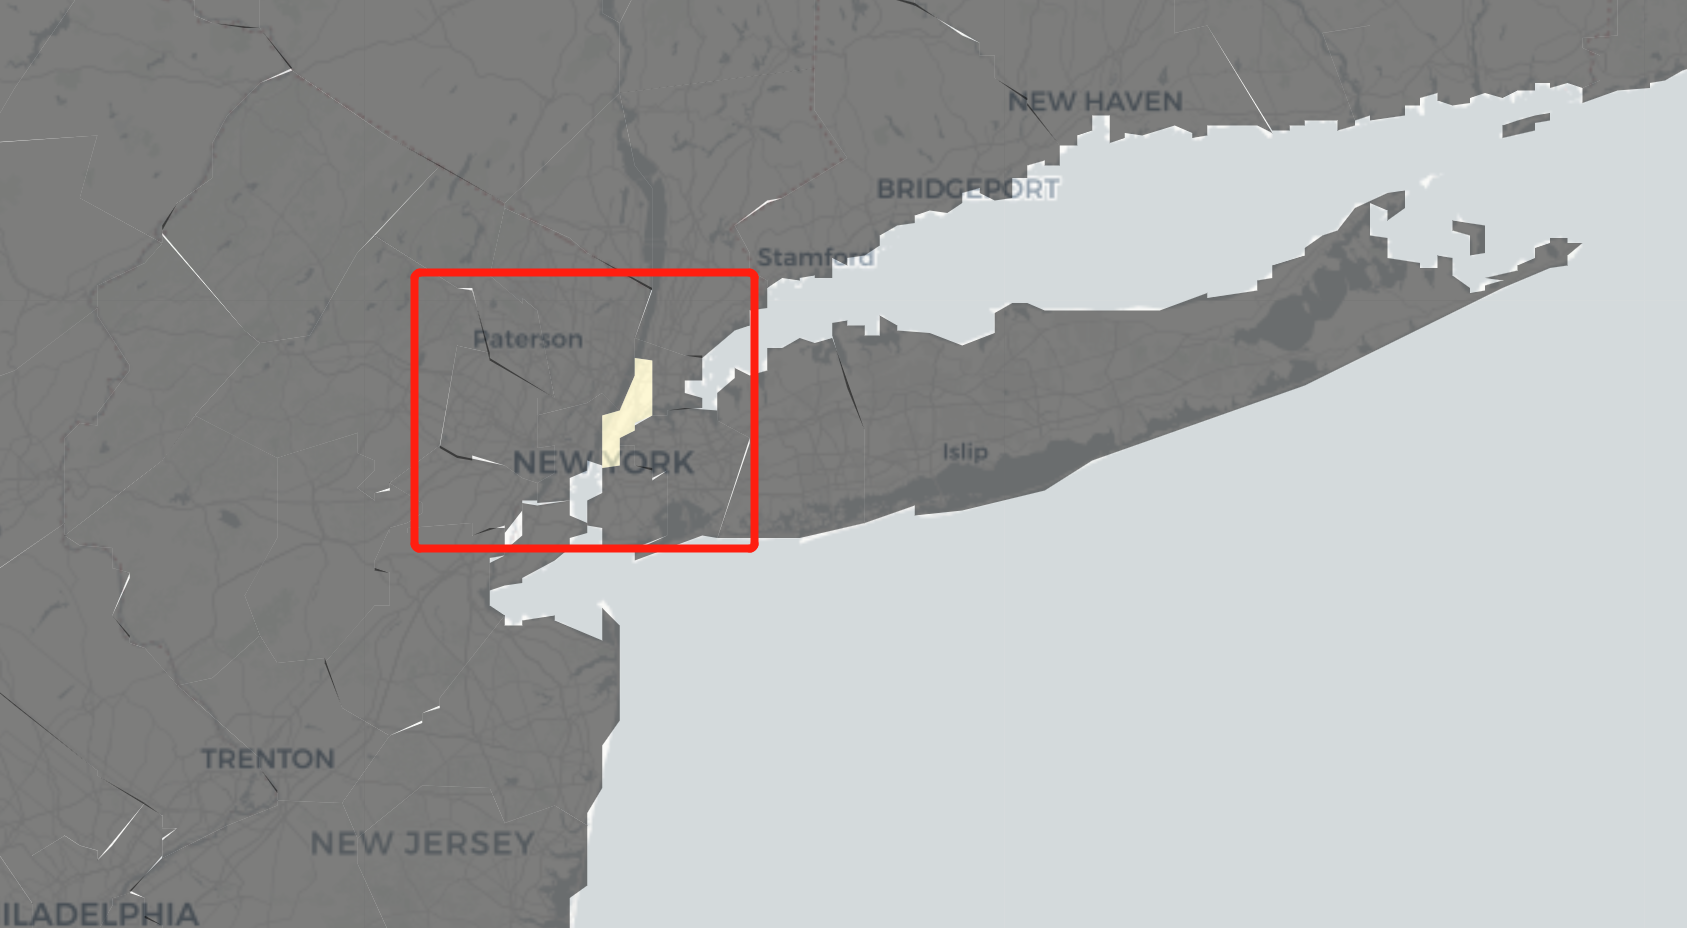 NEW HAVEN
BRIDGEPORT
Stamford
Paterson
Islip
NEW YORK
TRENTON
NEW JERSEY
ILADELPHIA